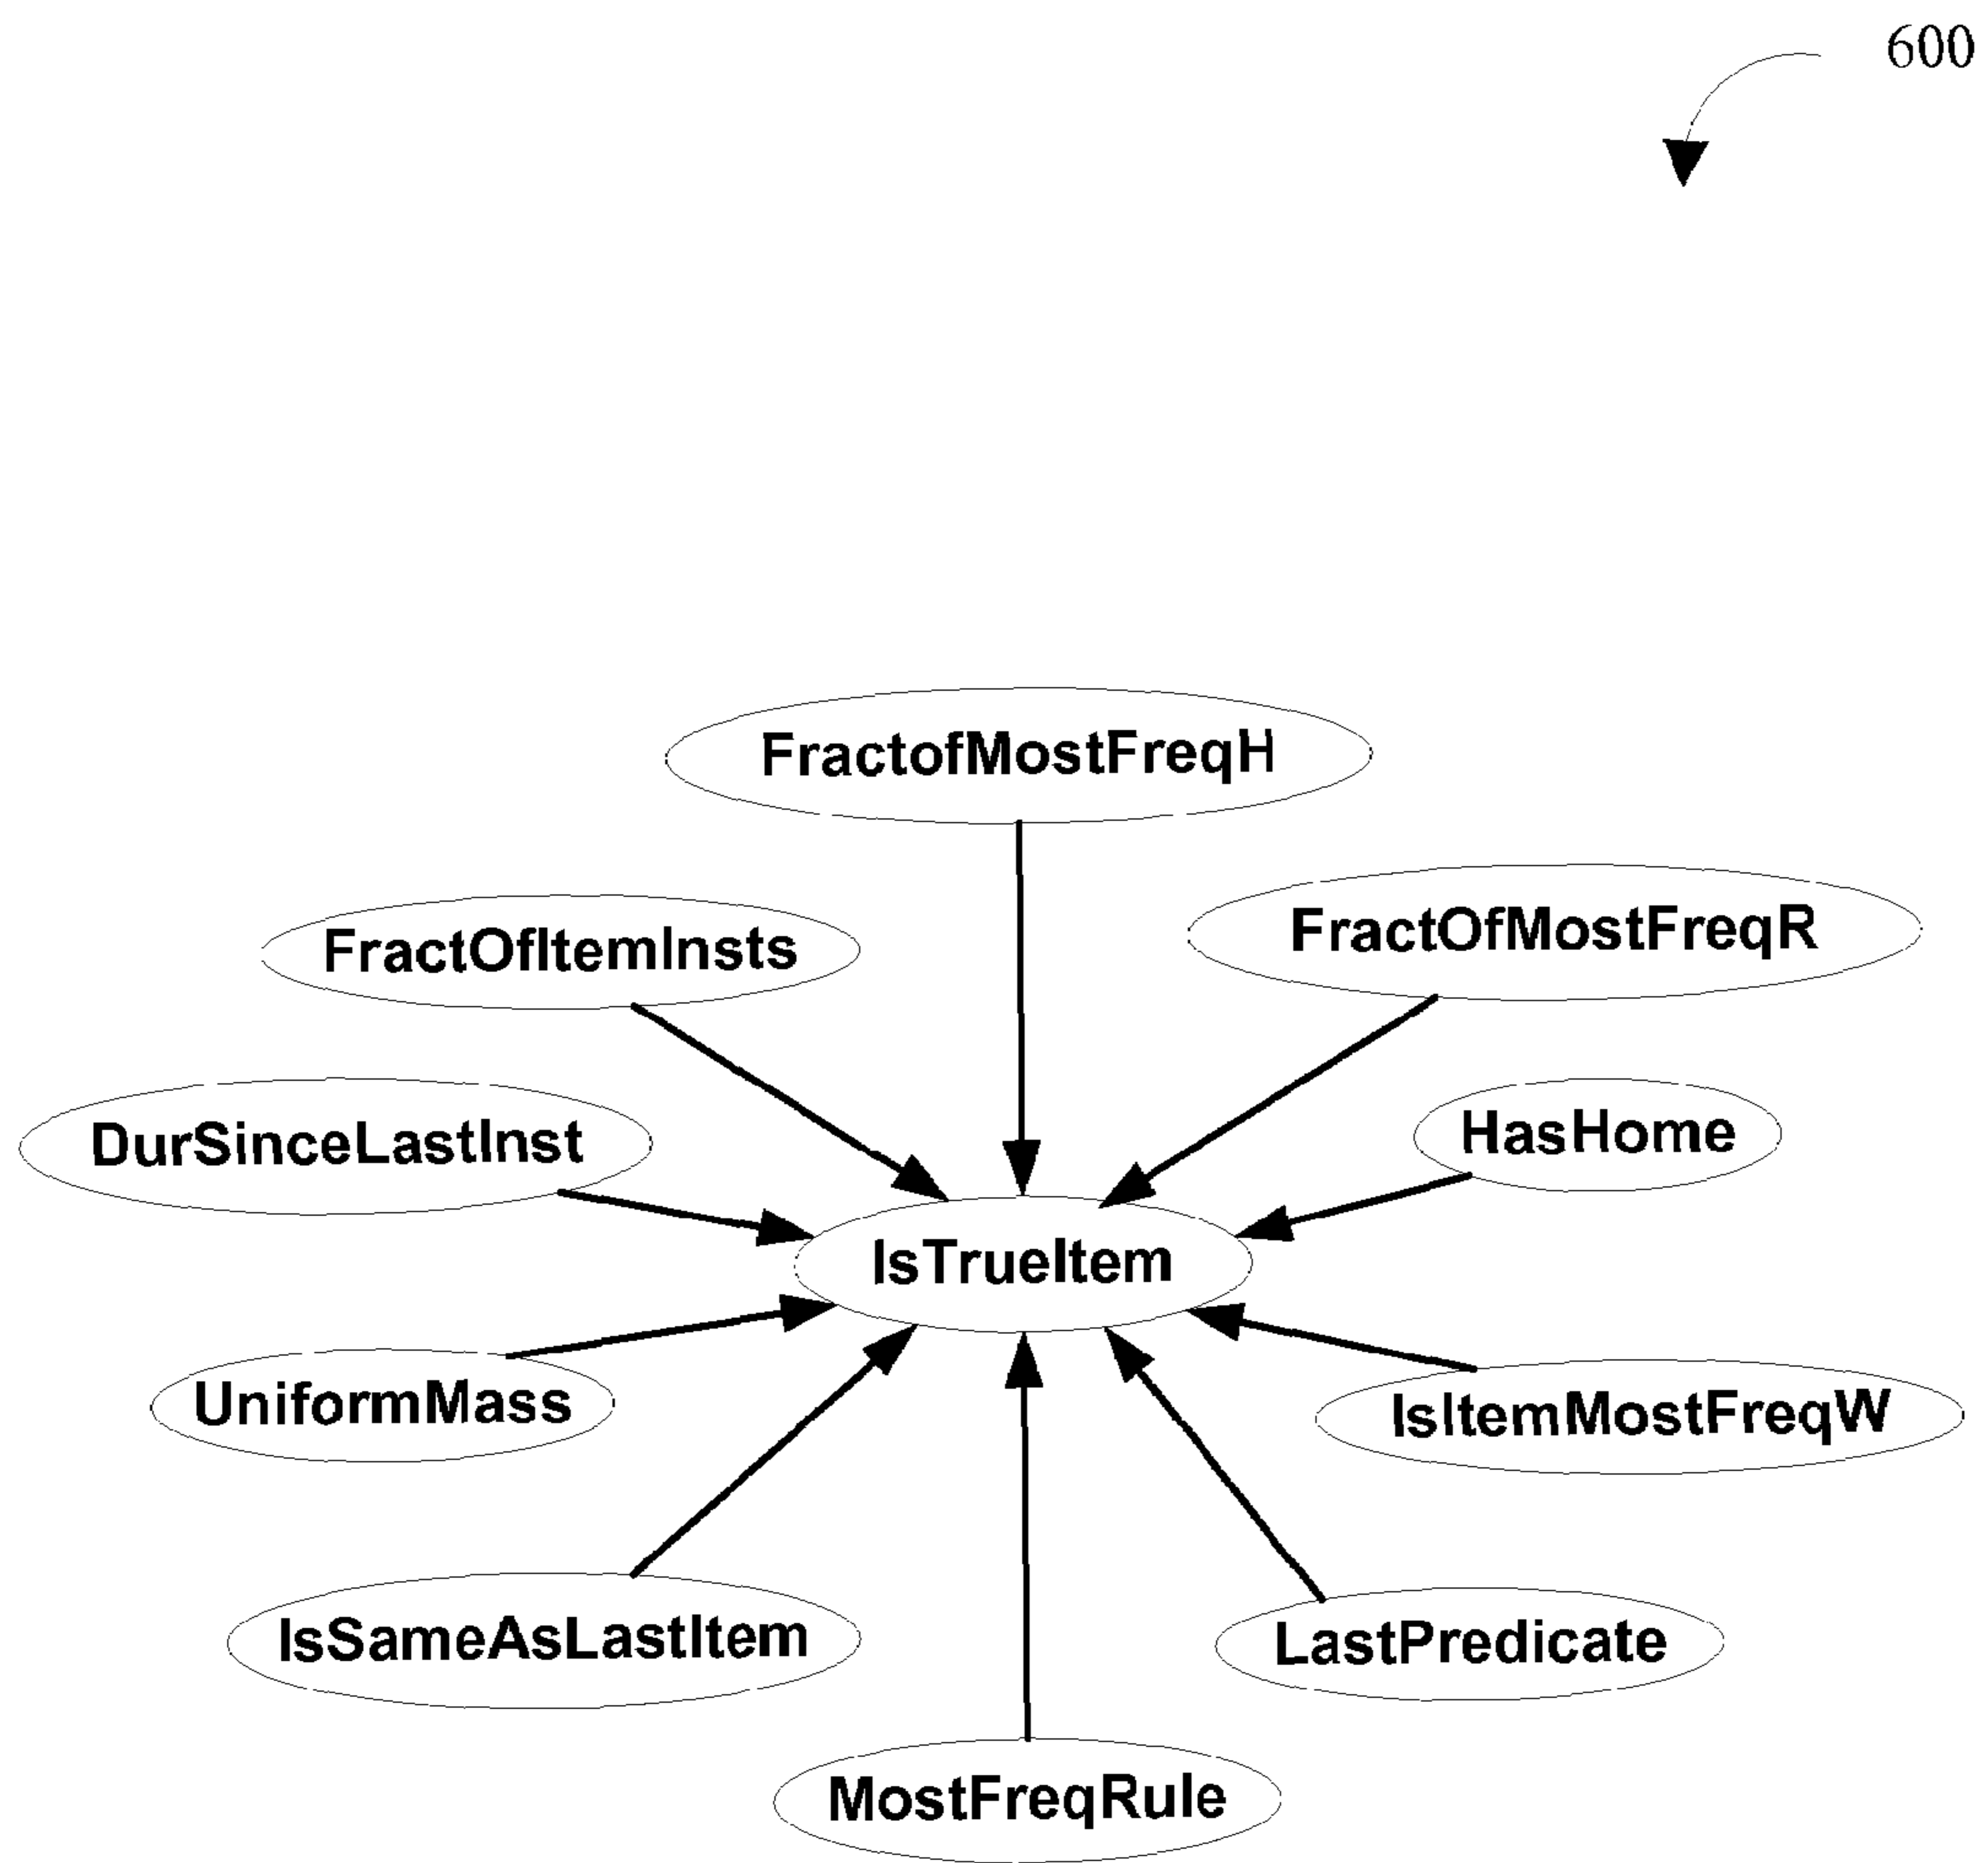 600
FractofMostFreqH
FractOfMostFreqR
FractOfItemInsts
HasHome
DurSinceLastInst
IsTrueItem
UniformMass
IsItemMostFreqW
IsSameAsLastItem
LastPredicate
MostFreqRule